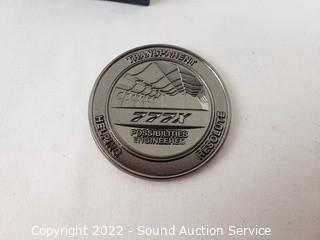 TRANSPARENT
777X
POSSIBILITIES
ENGINEERED
HELPING
RESOLUTE
Copyright 2022 - Sound Auction Service